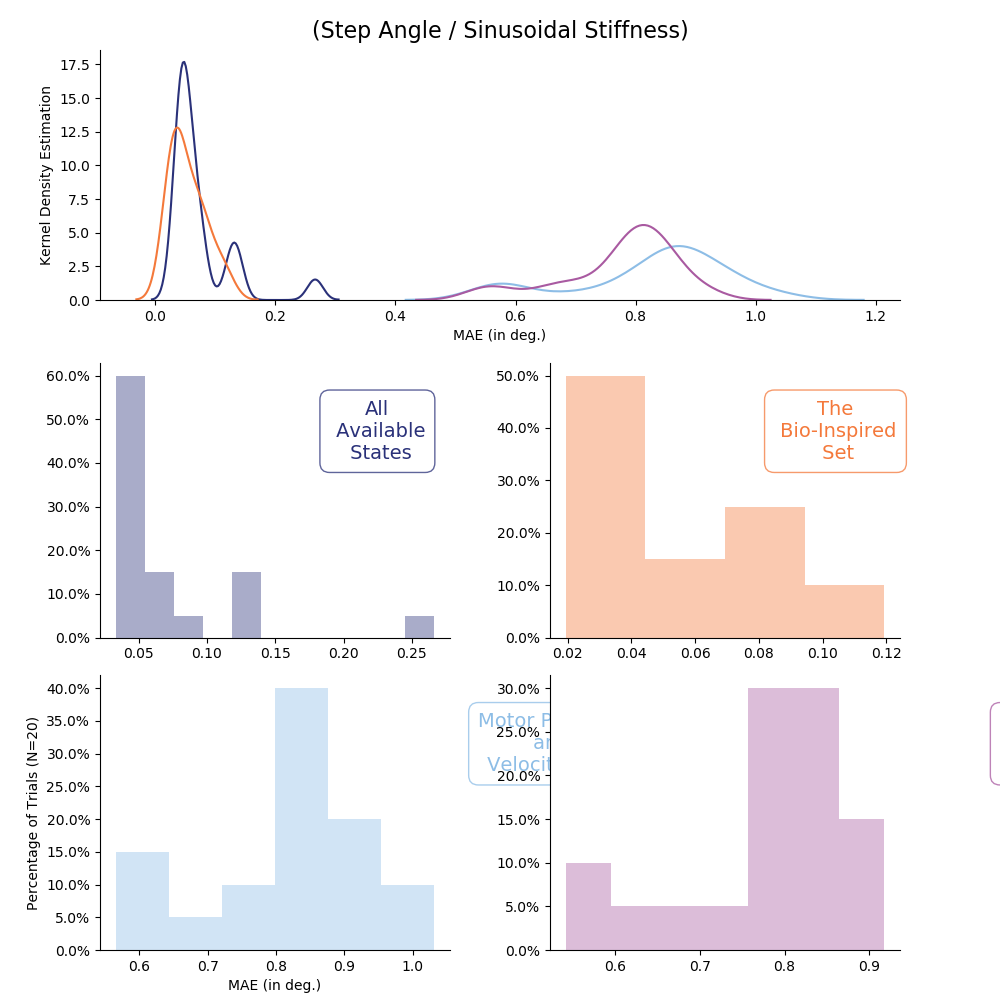 (Step Angle / Sinusoidal Stiffness)
Kernel Density Estimation
17.5
15.0
12.5
10.0
7.5
5.0
2.5
0.0
0.0 0.2 0.4 0.6 0.8 1.0 1.2
MAE (in deg.)
60.0%
50.0%
40.0%
30.0%
20.0%
10.0%
0.0%
All
Available
States
0.05 0.10 0.15 0.20 0.25
50.0%
40.0%
30.0%
20.0%
10.0%
0.0%
The
Bio-Inspired
Set
0.02 0.04 0.06 0.08 0.10 0.12
Percentage of Trials (N=20)
40.0%
35.0%
30.0%
25.0%
20.0%
15.0%
10.0%
5.0%
0.0%
Motor
0.6 0.7 0.8 0.9 1.0
MAE (in deg.)
30.0%
25.0%
20.0%
15.0%
10.0%
5.0%
0.0%
0.6 0.7 0.8 0.9